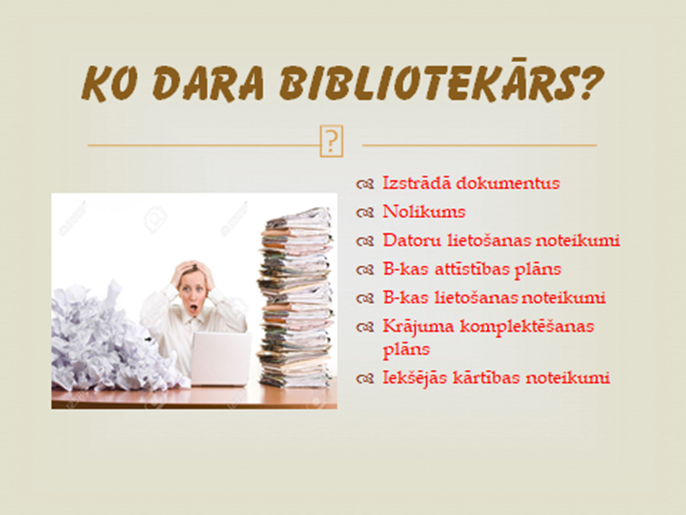 KO DARA BIBLIOTEKĀRS?
Izstrādā dokumentus
Nolikums
Datoru lietošanas noteikumi
B-kas attīstības plāns
B-kas lietošanas noteikumi
Krājuma komplektēšanas
plāns
Iekšējās kārtības noteikumi